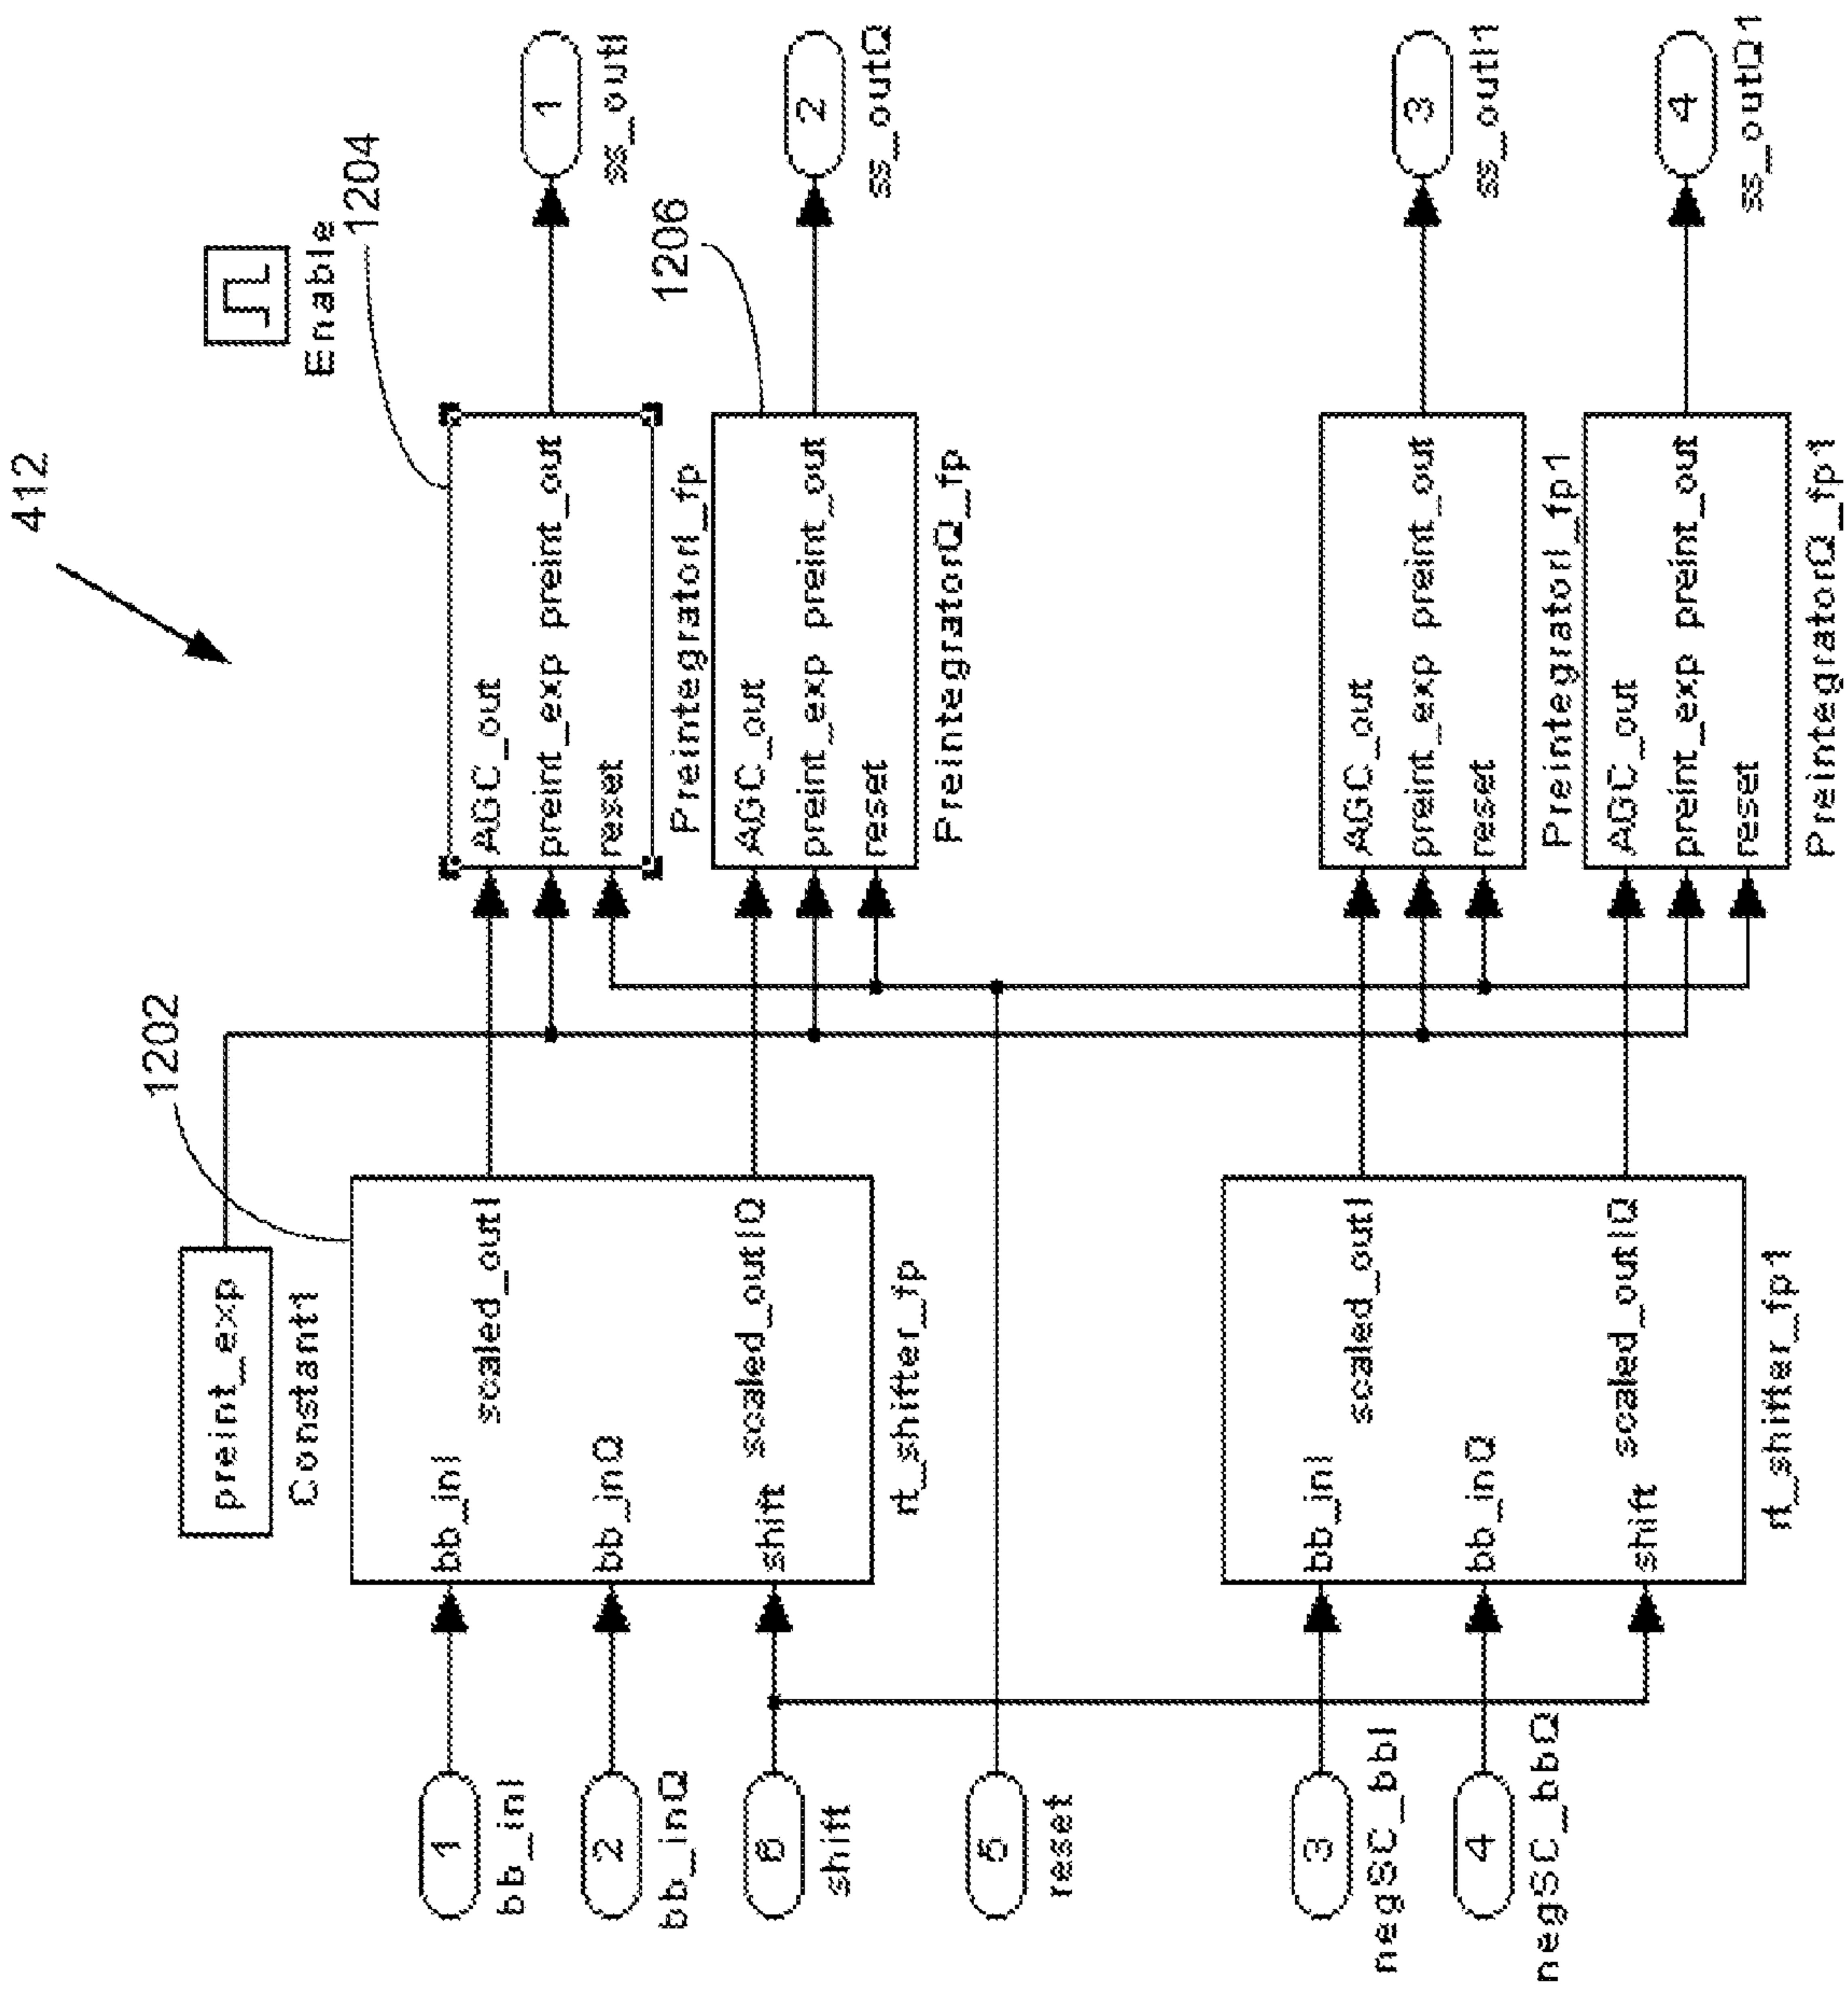 412
Enable
1204
1202
1206
preint_exp
Constant1
1
bb_inI
2
bb_inQ
6
shift
5
reset
3
negSC_bbI
4
negSC_bbQ
bb_inI
scaled_outI
bb_inQ
scaled_outIQ
shift
rt_shifter_fp
bb_inI
scaled_outI
bb_inQ
scaled_outIQ
shift
rt_shifter_fp1
AGC_out
preint_exp preint_out
reset
PreintegratorI_fp
AGC_out
preint_exp preint_out
reset
PreintegratorQ_fp
AGC_out
preint_exp preint_out
reset
PreintegratorI_fp1
AGC_out
preint_exp preint_out
reset
PreintegratorQ_fp1
1
ss_outI
2
ss_outQ
3
ss_outI1
4
ss_outQ1